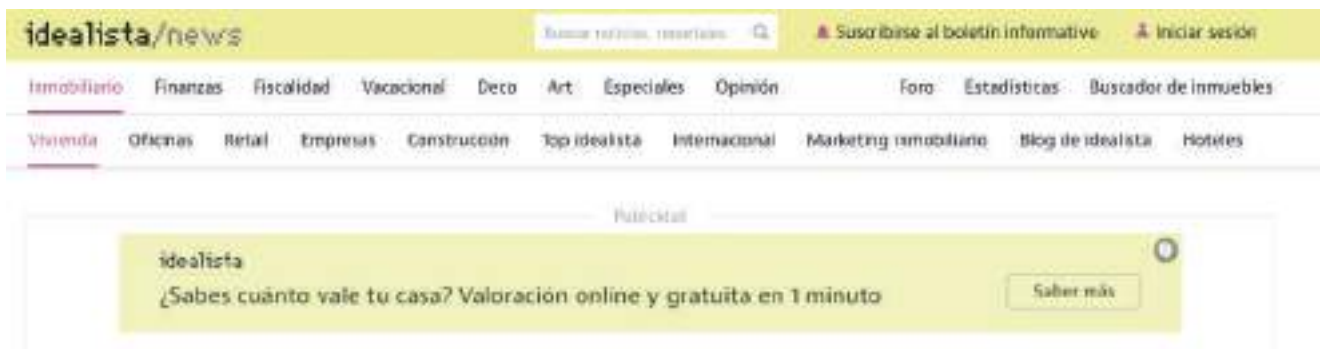 idealista/news
Buscar noticias, Suscribirse al boletín informativo Iniciar sesión
Inmobiliario Finanzas Fiscalidad Vacacional Deco Art Especiales Opinión Foro Estadísticas Buscador de inmuebles
Vivienda Oficinas Retail Empresas Construcción Top idealista Internacional Marketing inmobiliario Blog de idealista Hoteles
Publicidad
idealista
¿Sabes cuánto vale tu casa? Valoración online y gratuita en 1 minuto
Saber más